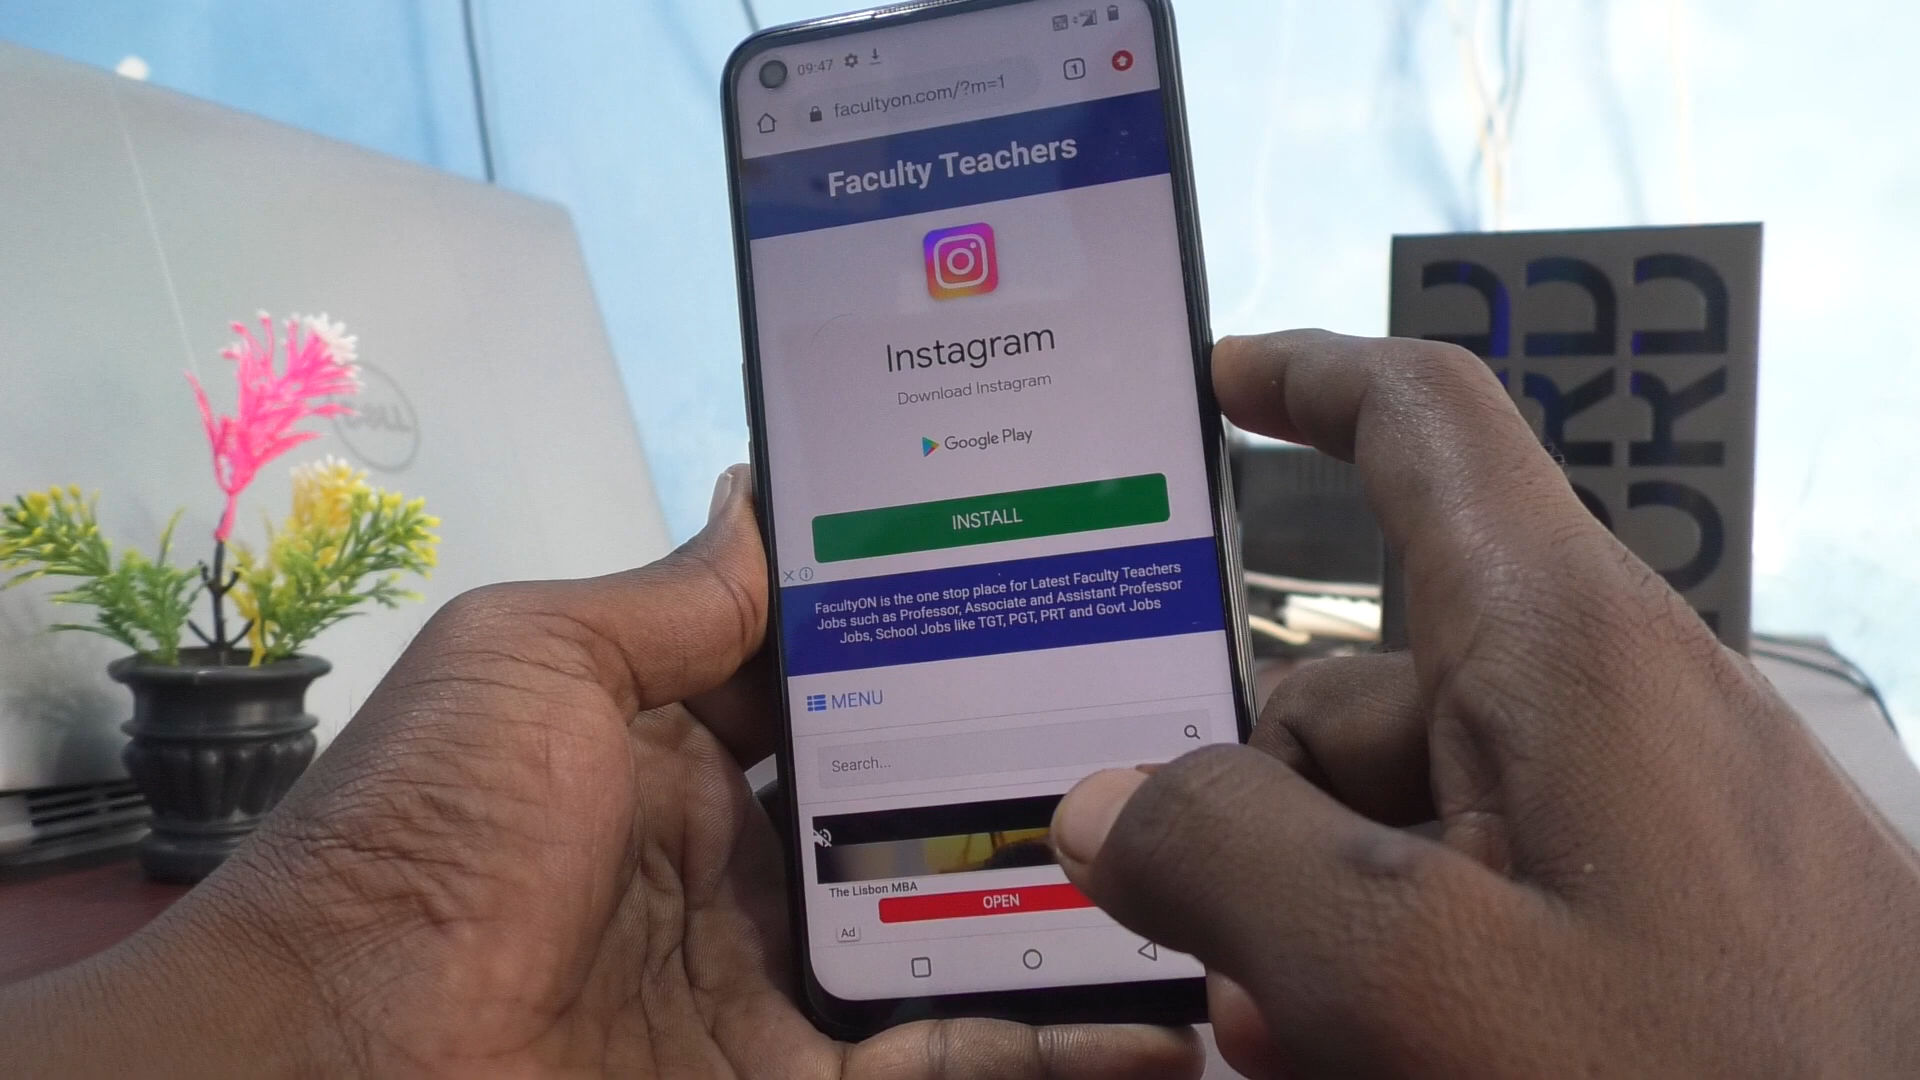 09:47
facultyon.com/?m=1
1
Faculty Teachers
Instagram
Download Instagram
Google Play
INSTALL
FacultyON is the one stop place for Latest Faculty Teachers
Jobs such as Professor, Associate and Assistant Professor
Jobs, School Jobs like TGT, PGT, PRT and Govt Jobs
MENU
Search...
The Lisbon MBA
OPEN
Ad
DELL